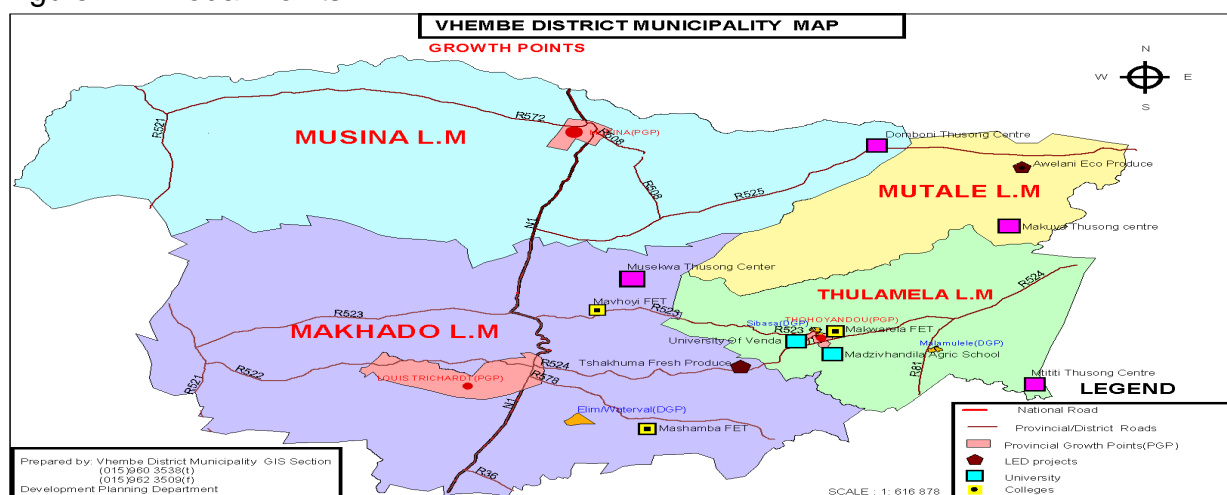 VHEMBE DISTRICT MUNICIPALITY MAP
GROWTH POINTS
N
W E
S
R521
MUSINA L.M
R572
R508
R508
R525
N1
Domboni Thusong Centre
Awelani Eco Produce
MUTALE L.M
Makuya Thusong centre
Musekwa Thusong Center
Mavhoyi FET
R523
R523
MAKHADO L.M
THULAMELA L.M
R524
THOHOYANDOU(PGP)
Sibasa(DGP)
R523
Makwarela FET
University Of Venda
Madzivhandila Agric School
Malamulele(DGP)
R81
Tshakhuma Fresh Produce
R524
R578
R521
R522
LOUIS TRICHARDT(PGP)
N1
Elim/Waterval(DGP)
Mashamba FET
R36
Mtititi Thusong Centre
LEGEND
National Road
Provincial/District Roads
Provincial Growth Points(PGP)
LED projects
University
Colleges
Prepared by: Vhembe District Municipality GIS Section
(015)960 3538(t)
(015)962 3509(f)
Development Planning Department
SCALE : 1: 616 878